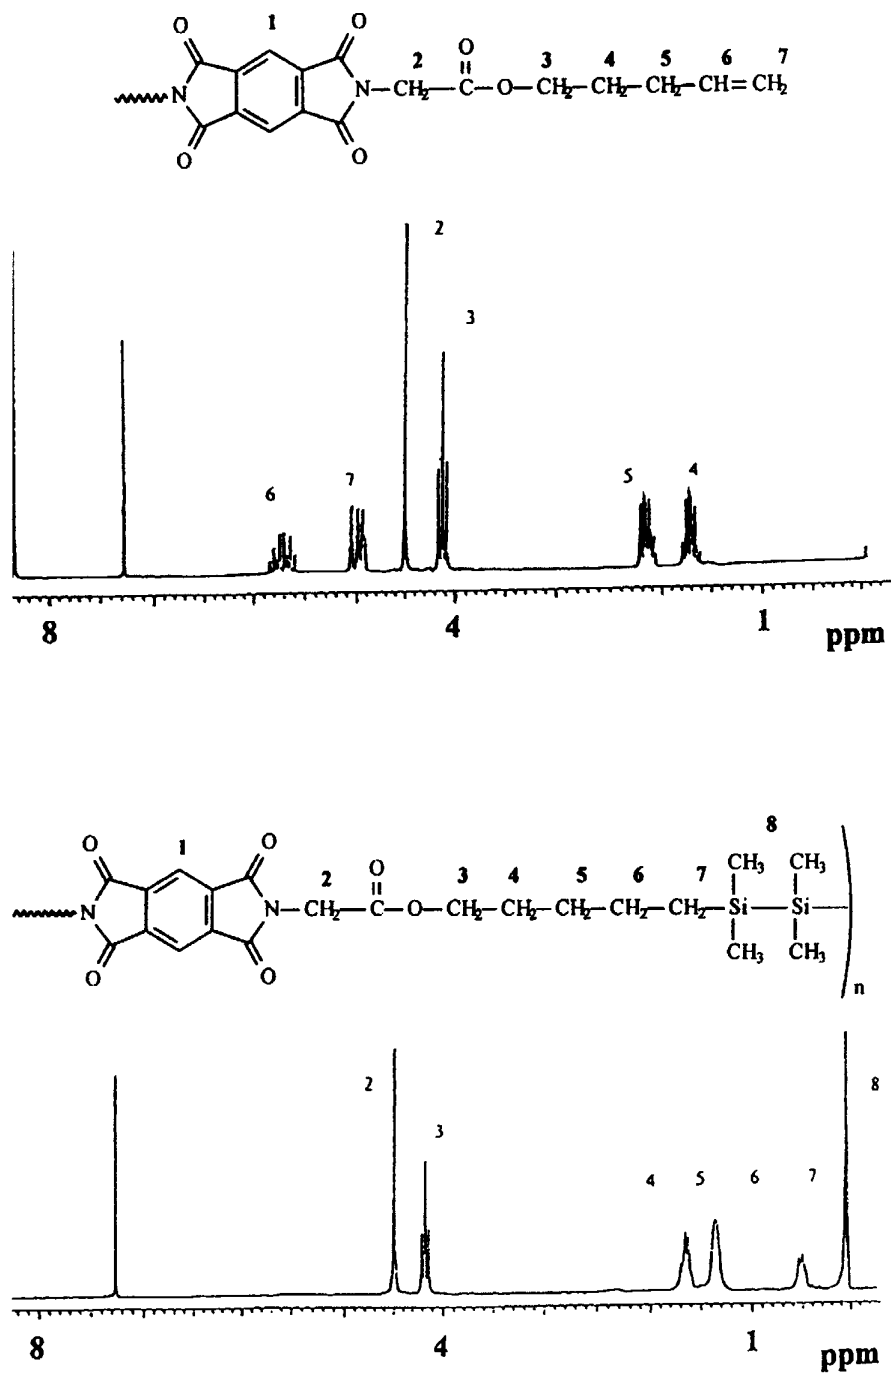 1 2 3 4 5 6 7
O O O
N N—CH2—C—O—CH2—CH2—CH2—CH=CH2
O O
2
3
6 7 5 4
8 4 1 ppm
8
1 2 3 4 5 6 7
O O O CH3 CH3
N N—CH2—C—O—CH2—CH2—CH2—CH2—CH2—Si—Si
O O CH3 CH3
n
2 8
3
4 5 6 7
8 4 1 ppm